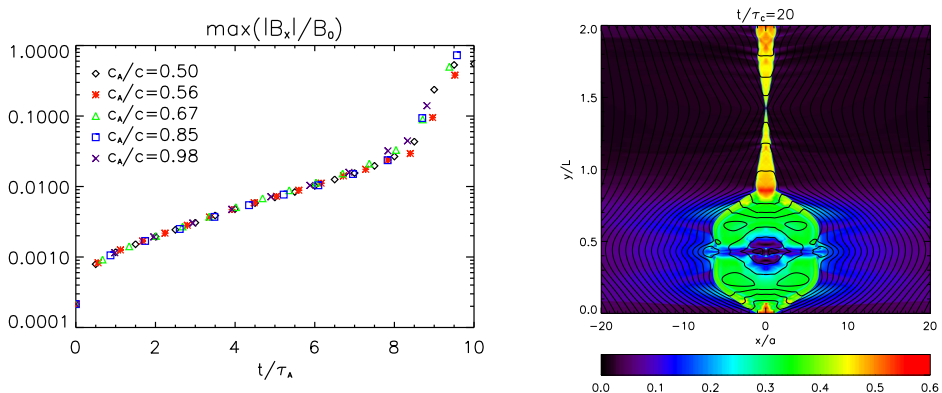 max(|Bₓ|/B₀)
1.0000
0.1000
0.0100
0.0010
0.0001
c_A/c=0.50
c_A/c=0.56
c_A/c=0.67
c_A/c=0.85
c_A/c=0.98
0 2 4 6 8 10
t/τ_A
t/τ_C=20
2.0
1.5
1.0
0.5
0.0
y/L
−20 −10 0 10 20
x/a
0.0 0.1 0.2 0.3 0.4 0.5 0.6